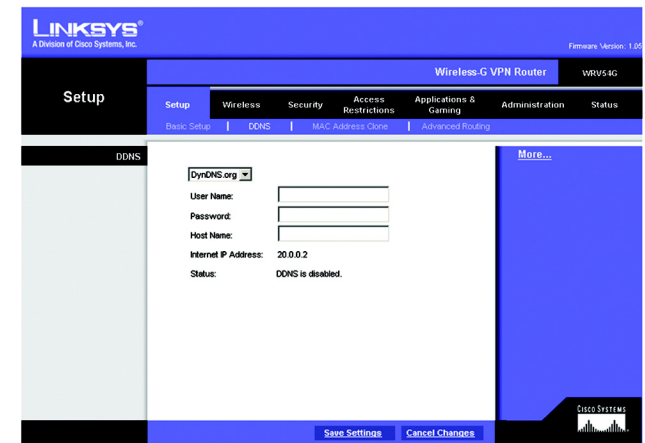 LINKSYS®
A Division of Cisco Systems, Inc.
Firmware Version: 1.05
Wireless-G VPN Router WRV54G
Setup
Setup Wireless Security Access Restrictions Applications & Gaming Administration Status
Basic Setup | DDNS | MAC Address Clone | Advanced Routing
DDNS
More...
DynDNS.org
User Name:
Password:
Host Name:
Internet IP Address: 20.0.0.2
Status: DDNS is disabled.
CISCO SYSTEMS
Save Settings Cancel Changes